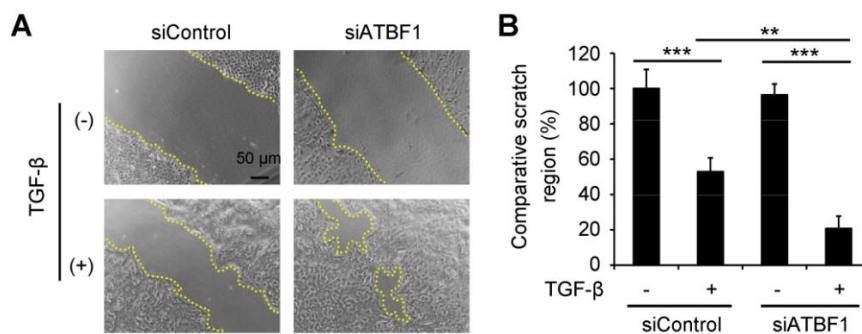 A
siControl siATBF1
TGF-β
(-)
50 µm
(+)
B
Comparative scratch
region (%)
120
100
80
60
40
20
0
***
**
***
TGF-β - + - +
siControl siATBF1